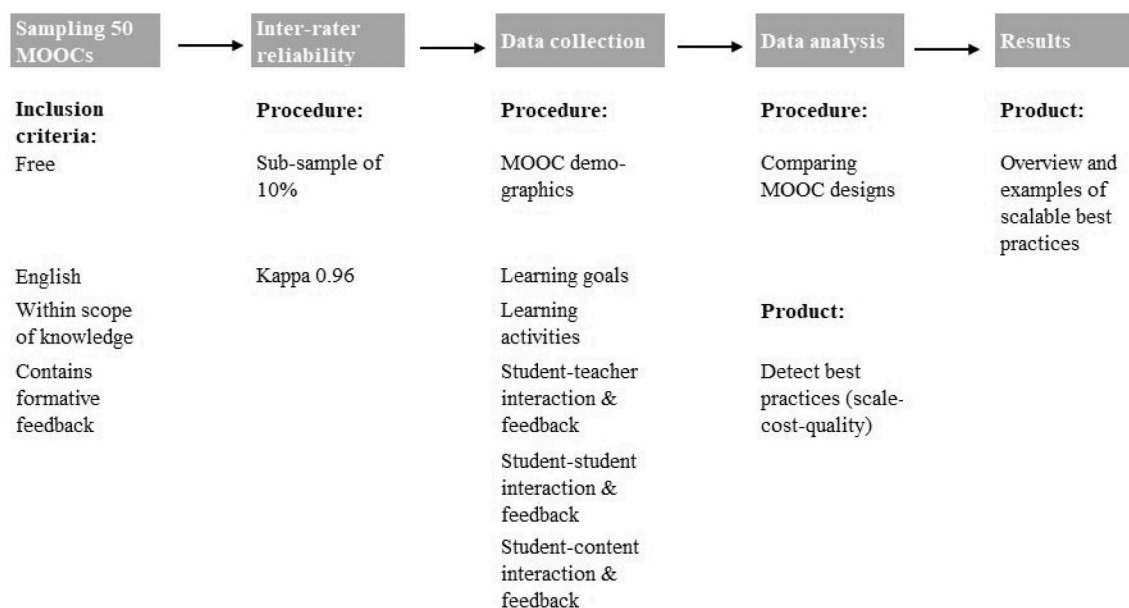 Sampling 50
MOOCs
Inter-rater
reliability
Data collection
Data analysis
Results
Inclusion
criteria:
Free
English
Within scope
of knowledge
Contains
formative
feedback
Procedure:
Sub-sample of
10%
Kappa 0.96
Procedure:
MOOC demo-
graphics
Learning goals
Learning
activities
Student-teacher
interaction &
feedback
Student-student
interaction &
feedback
Student-content
interaction &
feedback
Procedure:
Comparing
MOOC designs
Product:
Detect best
practices (scale-
cost-quality)
Product:
Overview and
examples of
scalable best
practices